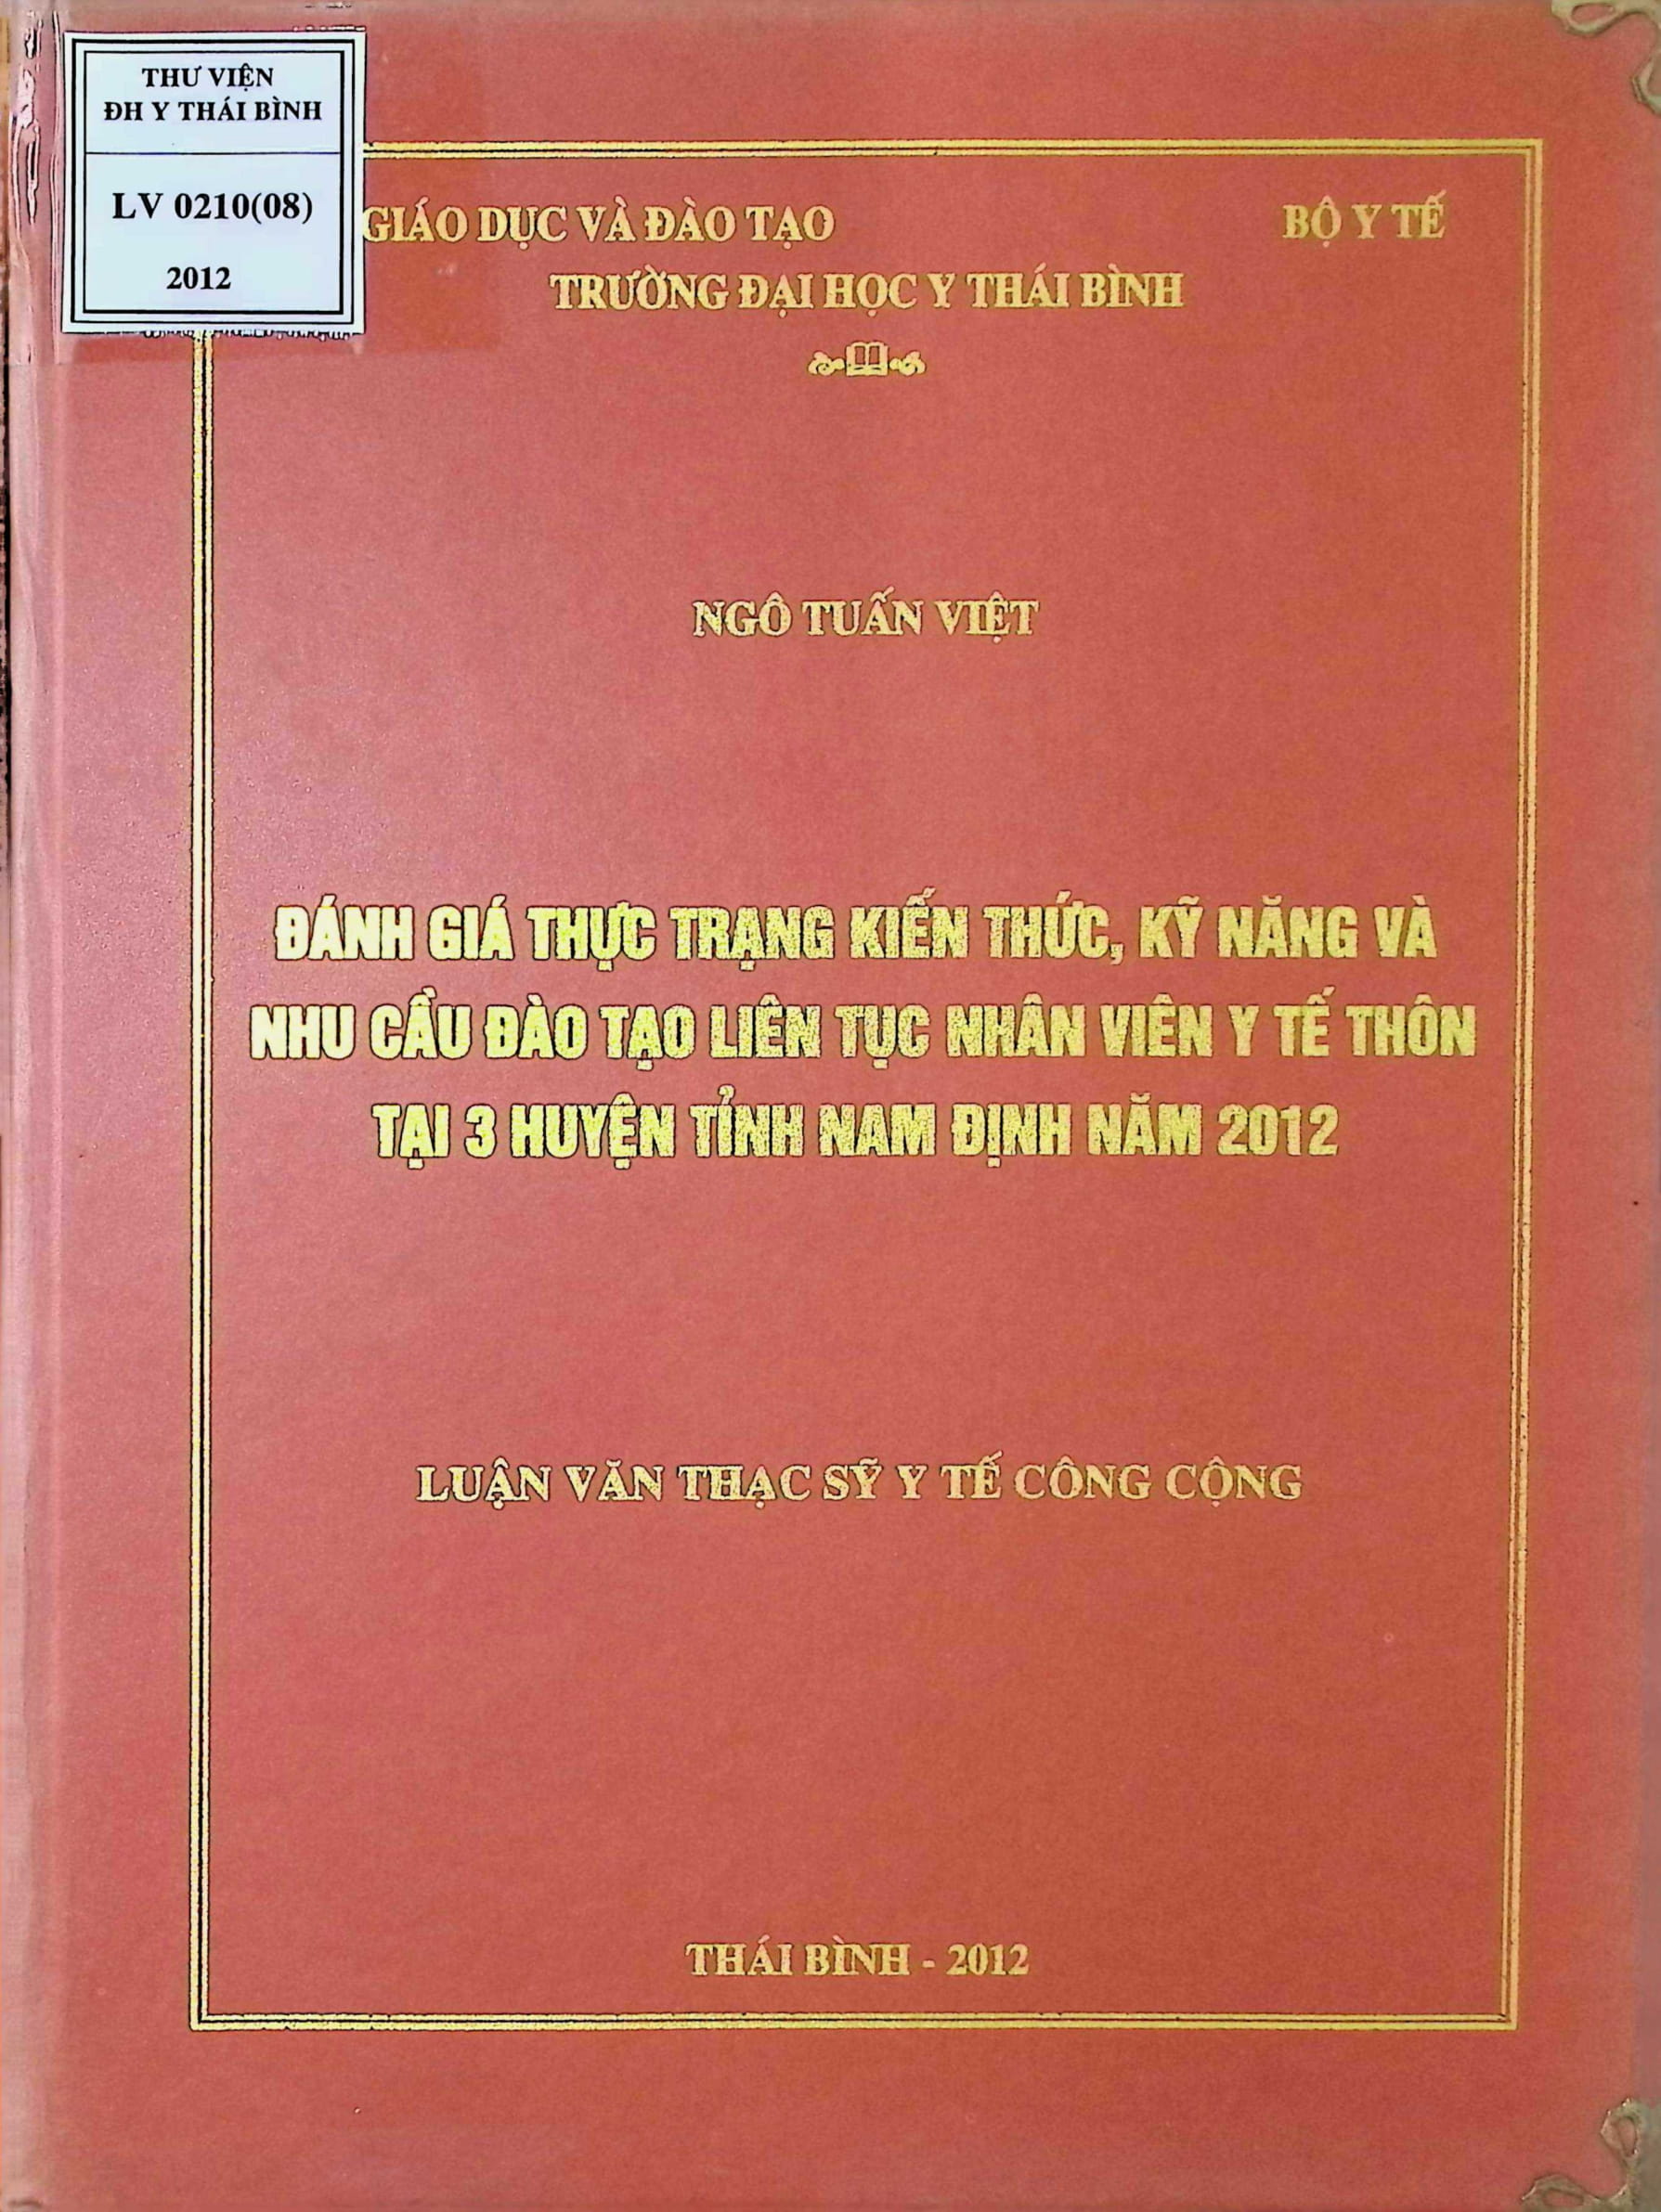 THƯ VIỆN
ĐH Y THÁI BÌNH
LV 0210(08)
2012
GIÁO DỤC VÀ ĐÀO TẠO BỘ Y TẾ
TRƯỜNG ĐẠI HỌC Y THÁI BÌNH
NGÔ TUẤN VIỆT
ĐÁNH GIÁ THỰC TRẠNG KIẾN THỨC, KỸ NĂNG VÀ
NHU CẦU ĐÀO TẠO LIÊN TỤC NHÂN VIÊN Y TẾ THÔN
TẠI 3 HUYỆN TỈNH NAM ĐỊNH NĂM 2012
LUẬN VĂN THẠC SỸ Y TẾ CÔNG CỘNG
THÁI BÌNH - 2012